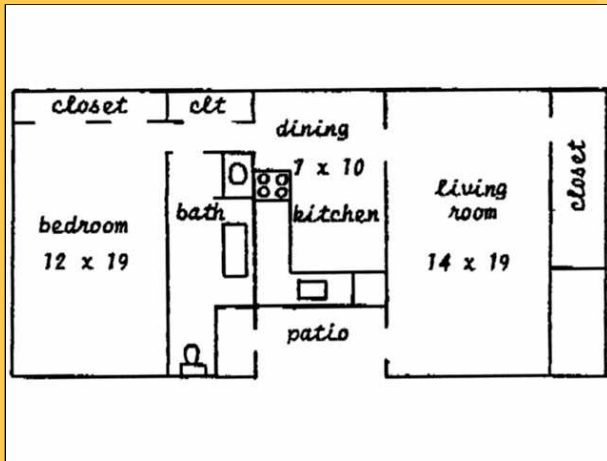 closet
clt
dining
7 x 10
kitchen
bath
bedroom
12 x 19
living
room
14 x 19
closet
patio